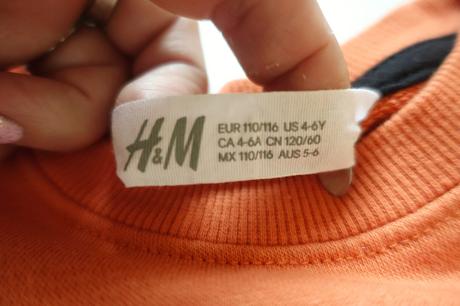 H&M
EUR 110/116 US 4-6Y
CA 4-6A CN 120/60
MX 110/116 AUS 5-6